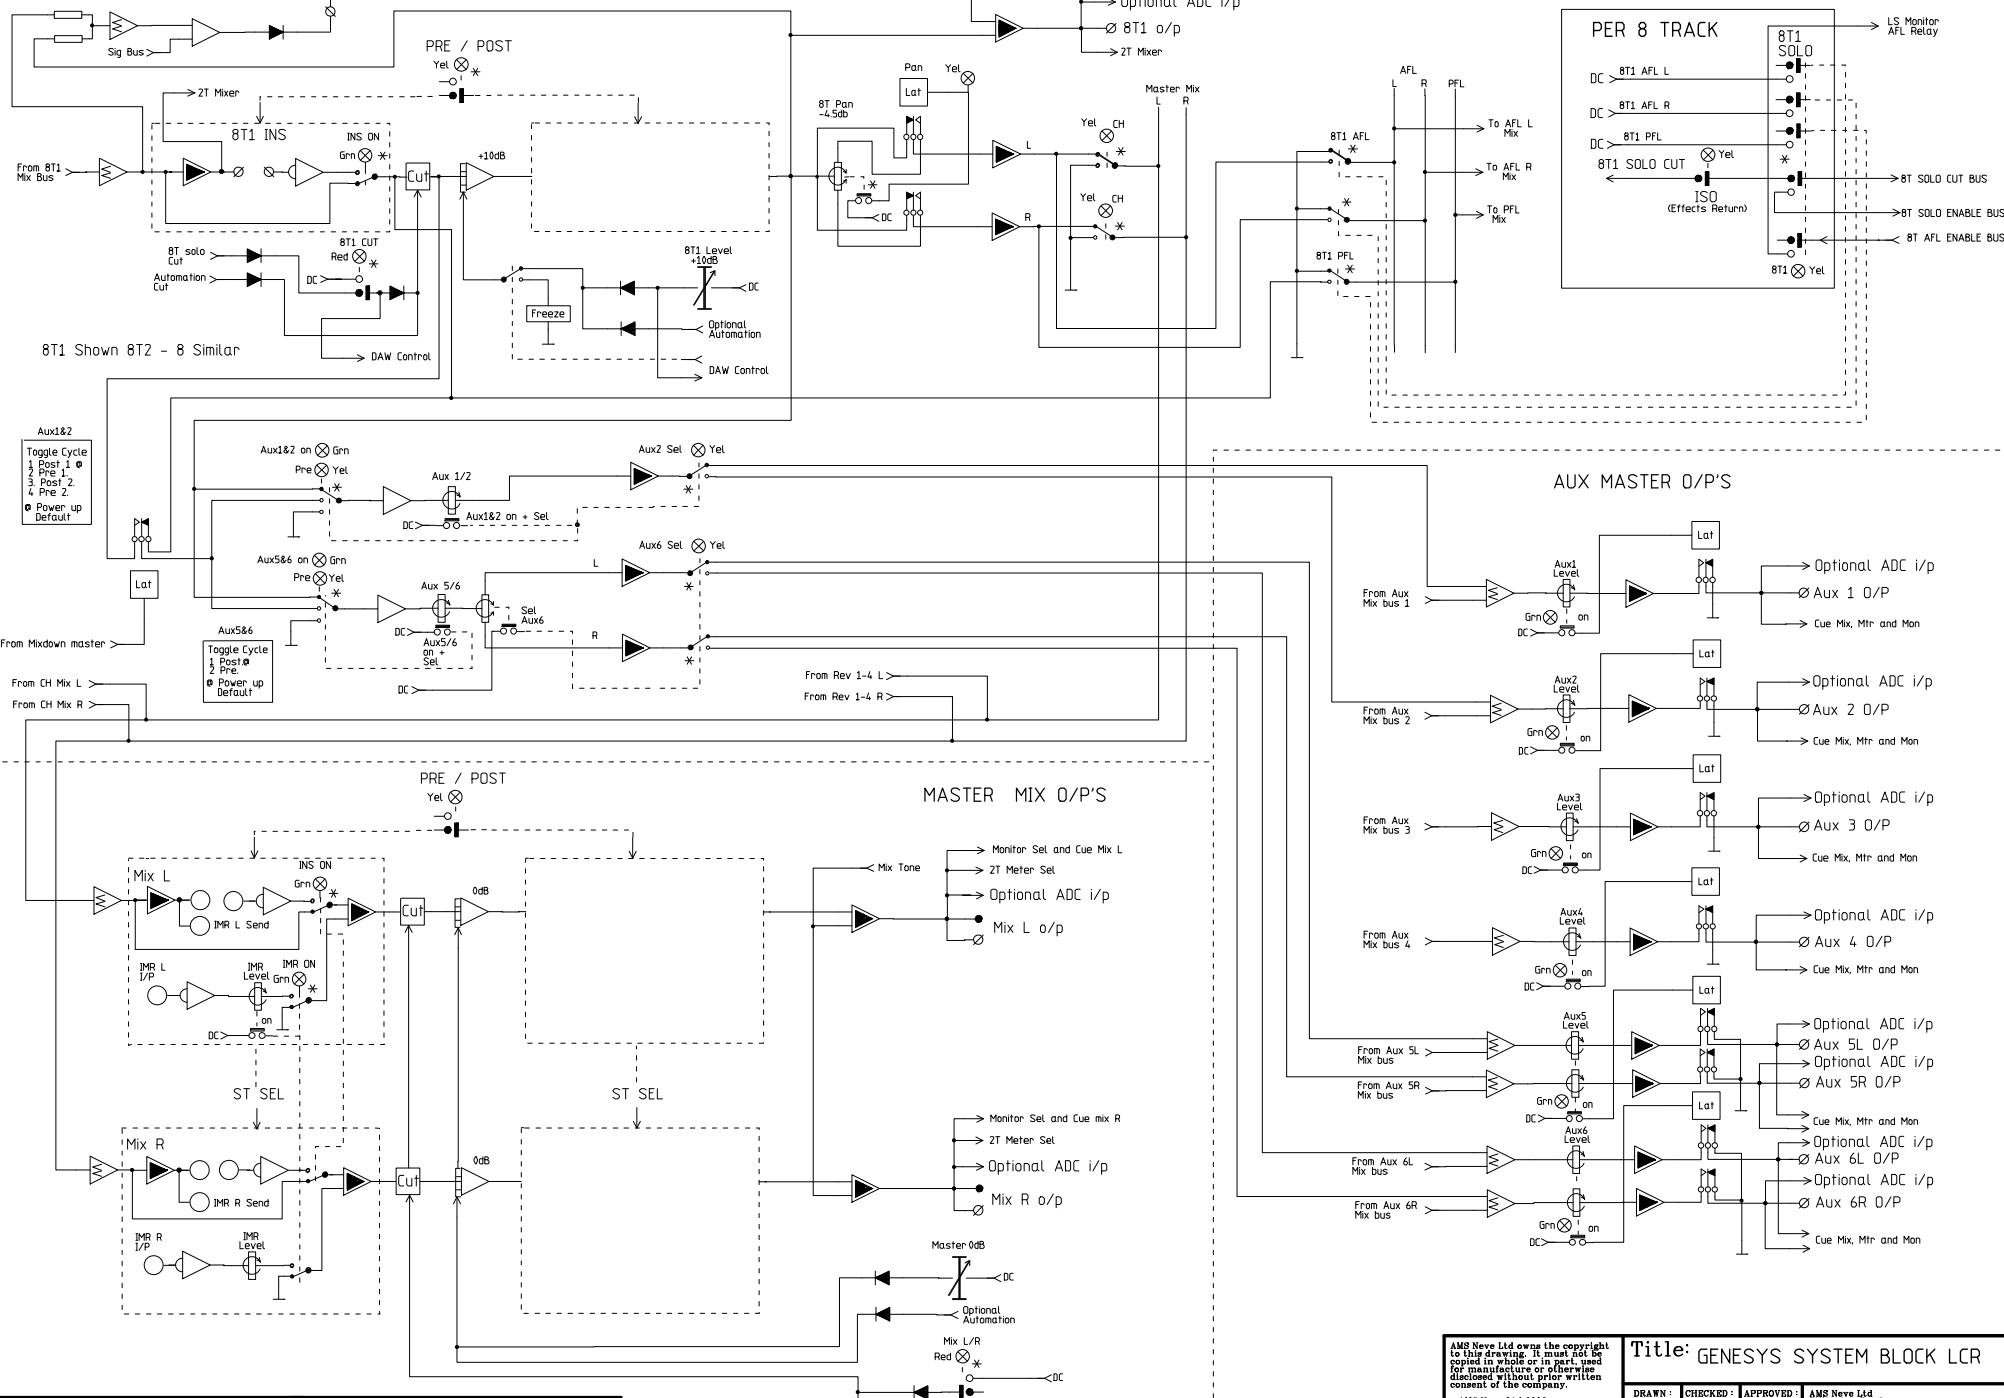 Optional ADC i/p
8T1 o/p
2T Mixer
Sig Bus
PRE / POST
Yel
*
2T Mixer
8T1 INS
INS ON
Grn
*
From 8T1
Mix Bus
Cut
+10dB
8T solo
Cut
Automation
Cut
8T1 CUT
Red
*
DC
DAW Control
8T1 Level
+10dB
DC
Freeze
Optional
Automation
DAW Control
8T1 Shown 8T2 - 8 Similar
Pan
Lat
Yel
8T Pan
-4.5db
*
DC
L
R
Yel
CH
*
Yel
CH
*
Master Mix
L
R
AFL
L
R
PFL
8T1 AFL
*
*
8T1 PFL
*
To AFL L
Mix
To AFL R
Mix
To PFL
Mix
PER 8 TRACK
8T1
SOLO
LS Monitor
AFL Relay
DC
8T1 AFL L
DC
8T1 AFL R
DC
8T1 PFL
8T1 SOLO CUT
Yel
*
ISO
(Effects Return)
8T SOLO CUT BUS
8T SOLO ENABLE BUS
8T AFL ENABLE BUS
8T1
Yel
Aux1&2
Toggle Cycle
1 Post 1 @
2 Pre 1.
3. Post 2.
4 Pre 2.
@ Power up
Default
Aux1&2 on
Grn
Pre
Yel
*
Aux 1/2
DC
Aux1&2 on + Sel
Aux2 Sel
Yel
*
Aux5&6 on
Grn
Pre
Yel
*
Aux 5/6
DC
Aux5/6
on +
Sel
Sel
Aux6
L
R
DC
Aux6 Sel
Yel
*
*
Lat
From Mixdown master
Aux5&6
Toggle Cycle
1 Post.@
2 Pre.
@ Power up
Default
From CH Mix L
From CH Mix R
From Rev 1-4 L
From Rev 1-4 R
AUX MASTER O/P'S
Lat
From Aux
Mix bus 1
Aux1
Level
Grn
on
DC
Optional ADC i/p
Aux 1 O/P
Cue Mix, Mtr and Mon
Lat
From Aux
Mix bus 2
Aux2
Level
Grn
on
DC
Optional ADC i/p
Aux 2 O/P
Cue Mix, Mtr and Mon
Lat
From Aux
Mix bus 3
Aux3
Level
Grn
on
DC
Optional ADC i/p
Aux 3 O/P
Cue Mix, Mtr and Mon
Lat
From Aux
Mix bus 4
Aux4
Level
Grn
on
DC
Optional ADC i/p
Aux 4 O/P
Cue Mix, Mtr and Mon
Lat
From Aux 5L
Mix bus
From Aux 5R
Mix bus
Aux5
Level
Grn
on
DC
Optional ADC i/p
Aux 5L O/P
Optional ADC i/p
Aux 5R O/P
Cue Mix, Mtr and Mon
Lat
From Aux 6L
Mix bus
From Aux 6R
Mix bus
Aux6
Level
Grn
on
DC
Optional ADC i/p
Aux 6L O/P
Optional ADC i/p
Aux 6R O/P
Cue Mix, Mtr and Mon
PRE / POST
Yel
MASTER MIX O/P'S
Mix L
INS ON
Grn
*
IMR L Send
IMR L
I/P
IMR
Level
IMR ON
Grn
*
on
DC
Cut
0dB
Mix Tone
Monitor Sel and Cue Mix L
2T Meter Sel
Optional ADC i/p
Mix L o/p
ST SEL
ST SEL
Mix R
IMR R Send
IMR R
I/P
IMR
Level
Cut
0dB
Monitor Sel and Cue mix R
2T Meter Sel
Optional ADC i/p
Mix R o/p
Master 0dB
DC
Optional
Automation
Mix L/R
Red
*
DC
AMS Neve Ltd owns the copyright
to this drawing. It must not be
copied in whole or in part, used
for manufacture or otherwise
disclosed without prior written
consent of the company.
Title: GENESYS SYSTEM BLOCK LCR
DRAWN :
CHECKED :
APPROVED :
AMS Neve Ltd